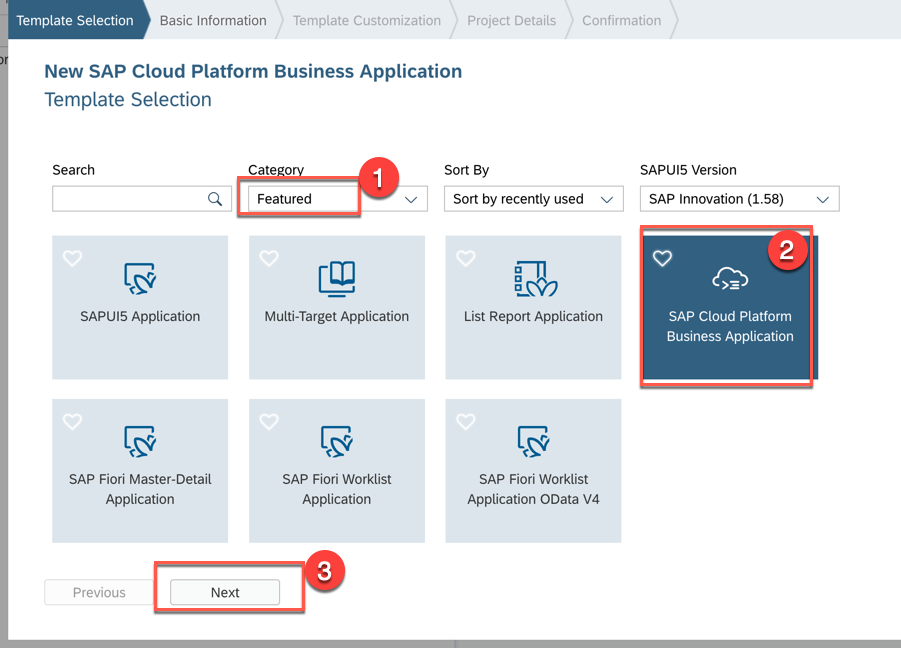 Template Selection
Basic Information
Template Customization
Project Details
Confirmation
New SAP Cloud Platform Business Application
Template Selection
Search
Category
Sort By
SAPUI5 Version
Featured
1
Sort by recently used
SAP Innovation (1.58)
SAPUI5 Application
Multi-Target Application
List Report Application
2
SAP Cloud Platform
Business Application
SAP Fiori Master-Detail
Application
SAP Fiori Worklist
Application
SAP Fiori Worklist
Application OData V4
Previous
Next
3